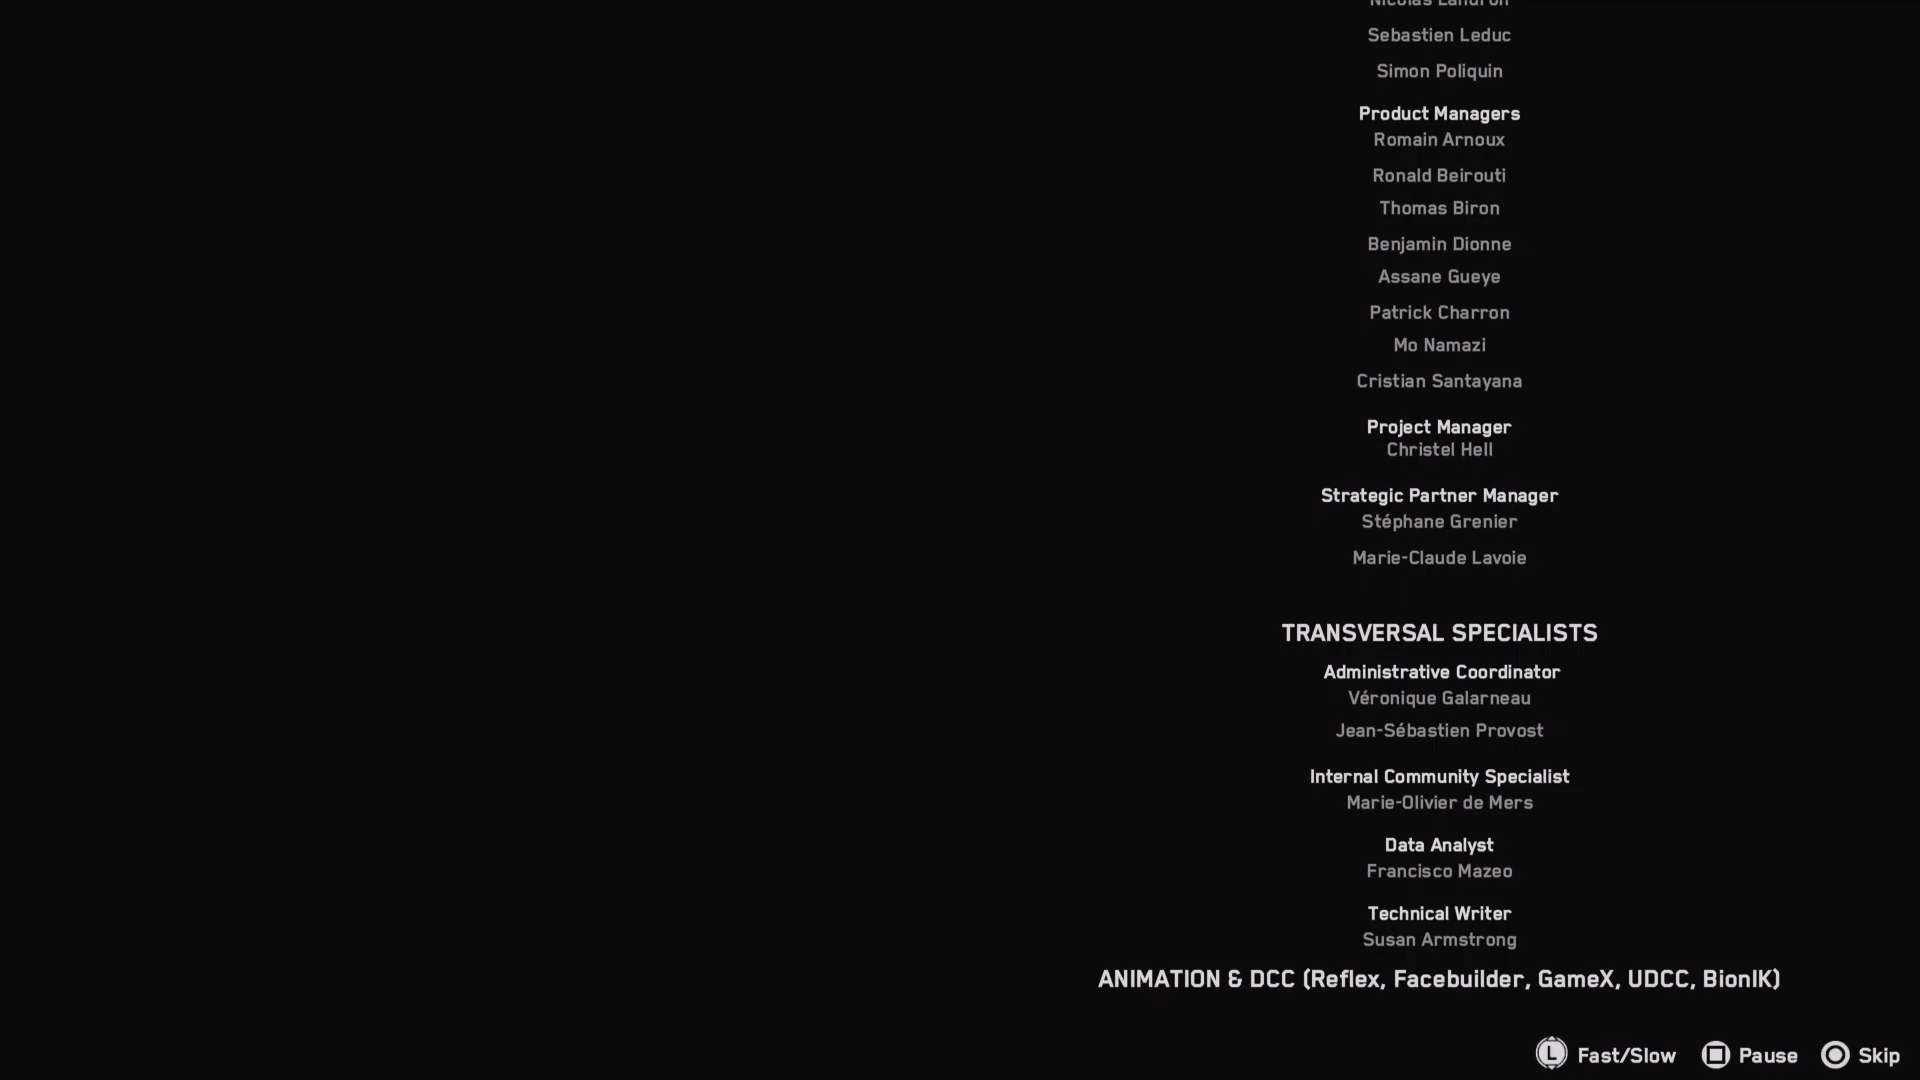 Nicolas Landron
Sebastien Leduc
Simon Poliquin
Product Managers
Romain Arnoux
Ronald Beirouti
Thomas Biron
Benjamin Dionne
Assane Gueye
Patrick Charron
Mo Namazi
Cristian Santayana
Project Manager
Christel Hell
Strategic Partner Manager
Stéphane Grenier
Marie-Claude Lavoie
TRANSVERSAL SPECIALISTS
Administrative Coordinator
Véronique Galarneau
Jean-Sébastien Provost
Internal Community Specialist
Marie-Olivier de Mers
Data Analyst
Francisco Mazeo
Technical Writer
Susan Armstrong
ANIMATION & DCC (Reflex, Facebuilder, GameX, UDCC, BionIK)
L Fast/Slow Pause Skip